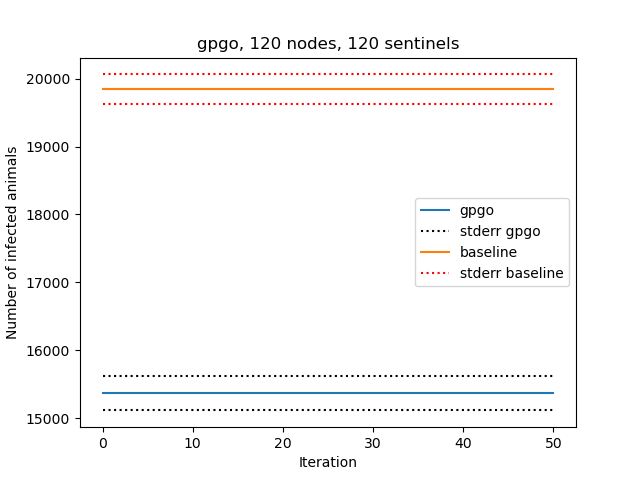 gpgo, 120 nodes, 120 sentinels
Number of infected animals
20000
19000
18000
17000
16000
15000
gpgo
stderr gpgo
baseline
stderr baseline
0 10 20 30 40 50
Iteration